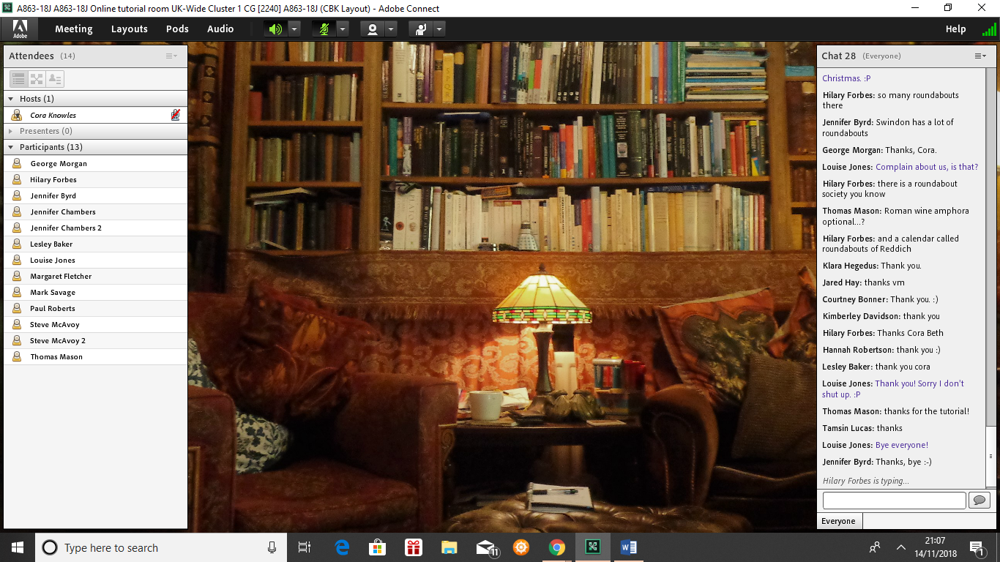 A863-18J A863-18J Online tutorial room UK-Wide Cluster 1 CG [2240] A863-18J (CBK Layout) - Adobe Connect
Adobe
Meeting
Layouts
Pods
Audio
Help
Attendees (14)
Hosts (1)
Cora Knowles
Presenters (0)
Participants (13)
George Morgan
Hilary Forbes
Jennifer Byrd
Jennifer Chambers
Jennifer Chambers 2
Lesley Baker
Louise Jones
Margaret Fletcher
Mark Savage
Paul Roberts
Steve McAvoy
Steve McAvoy 2
Thomas Mason
Chat 28 (Everyone)
Christmas. :P
Hilary Forbes: so many roundabouts
there
Jennifer Byrd: Swindon has a lot of
roundabouts
George Morgan: Thanks, Cora.
Louise Jones: Complain about us, is that?
Hilary Forbes: there is a roundabout
society you know
Thomas Mason: Roman wine amphora
optional...?
Hilary Forbes: and a calendar called
roundabouts of Reddich
Klara Hegedus: Thank you.
Jared Hay: thanks vm
Courtney Bonner: Thank you. :)
Kimberley Davidson: thank you
Hilary Forbes: Thanks Cora Beth
Hannah Robertson: thank you :)
Lesley Baker: thank you cora
Louise Jones: Thank you! Sorry I don't
shut up. :P
Thomas Mason: thanks for the tutorial!
Tamsin Lucas: thanks
Louise Jones: Bye everyone!
Jennifer Byrd: Thanks, bye :-)
Hilary Forbes is typing...
Everyone
Type here to search
11
21:07
14/11/2018
1